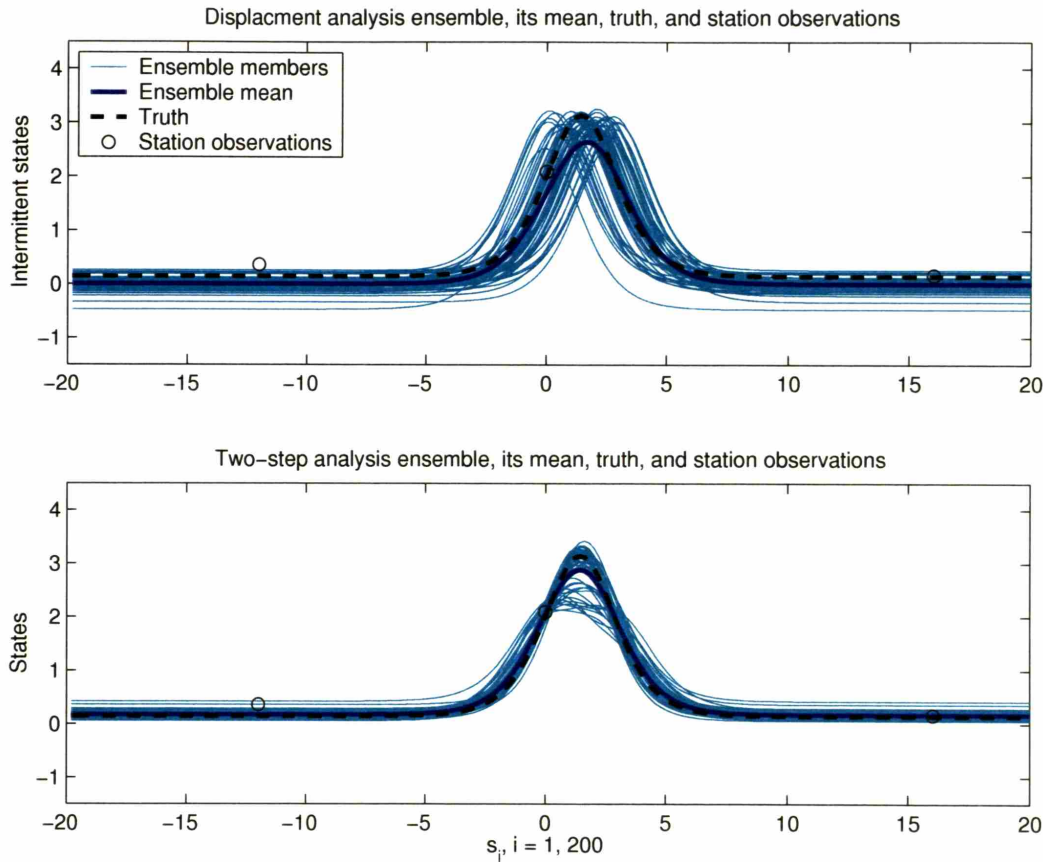 Displacment analysis ensemble, its mean, truth, and station observations
Ensemble members
Ensemble mean
Truth
Station observations
Intermittent states
4
3
2
1
0
−1
−20 −15 −10 −5 0 5 10 15 20
Two−step analysis ensemble, its mean, truth, and station observations
States
4
3
2
1
0
−1
−20 −15 −10 −5 0 5 10 15 20
s_i, i = 1, 200